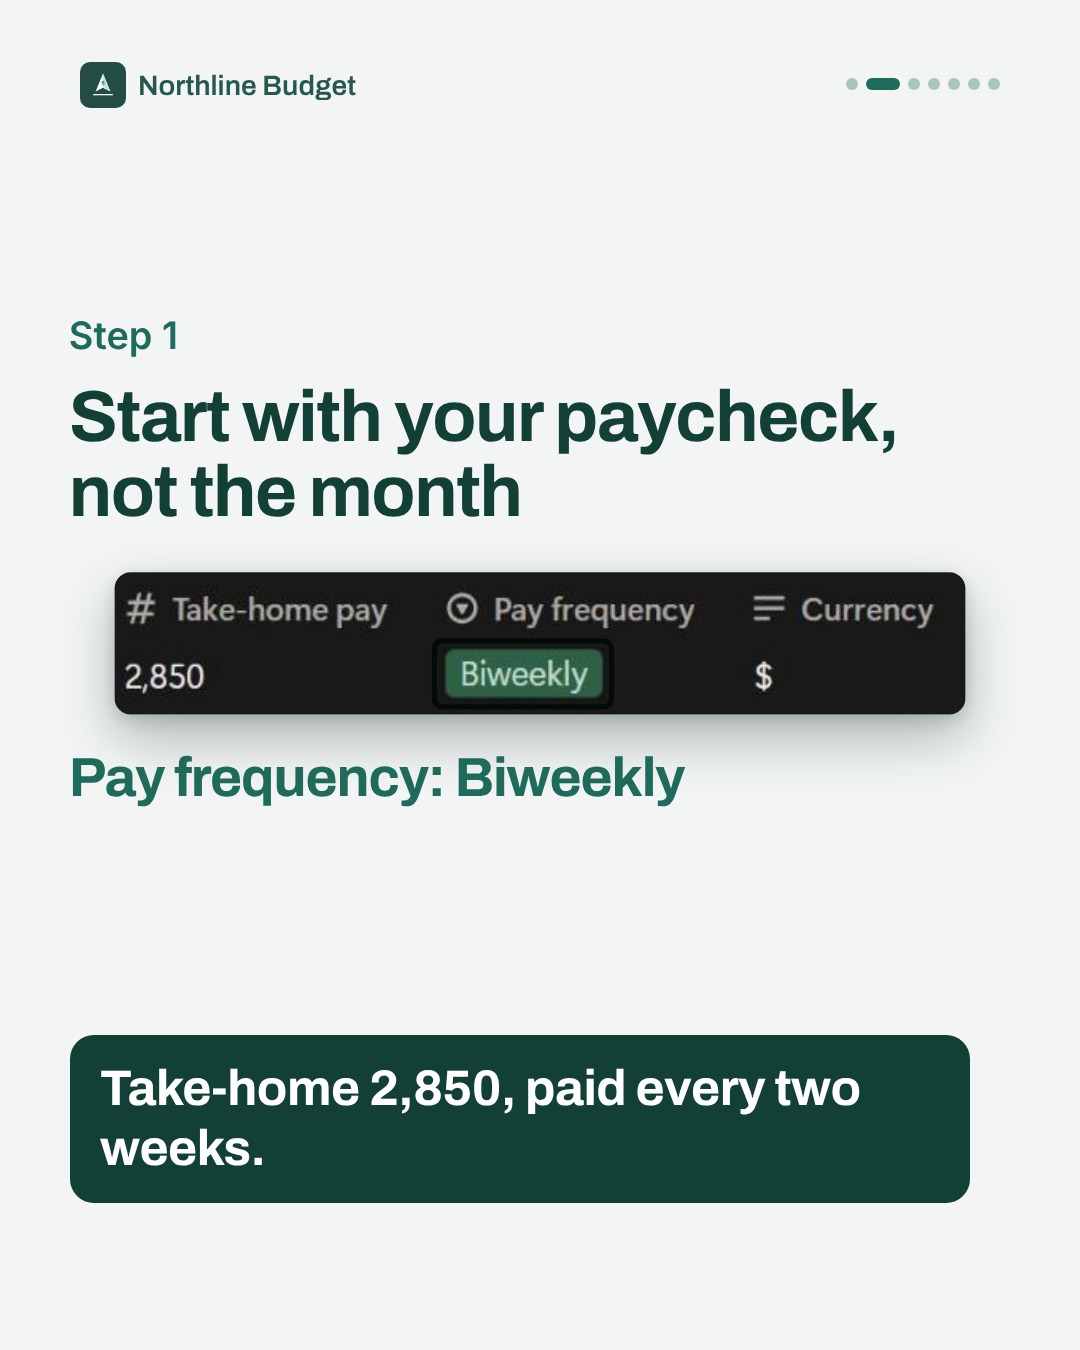 Northline Budget
Step 1
Start with your paycheck,
not the month
# Take-home pay Pay frequency Currency
2,850 Biweekly $
Pay frequency: Biweekly
Take-home 2,850, paid every two
weeks.